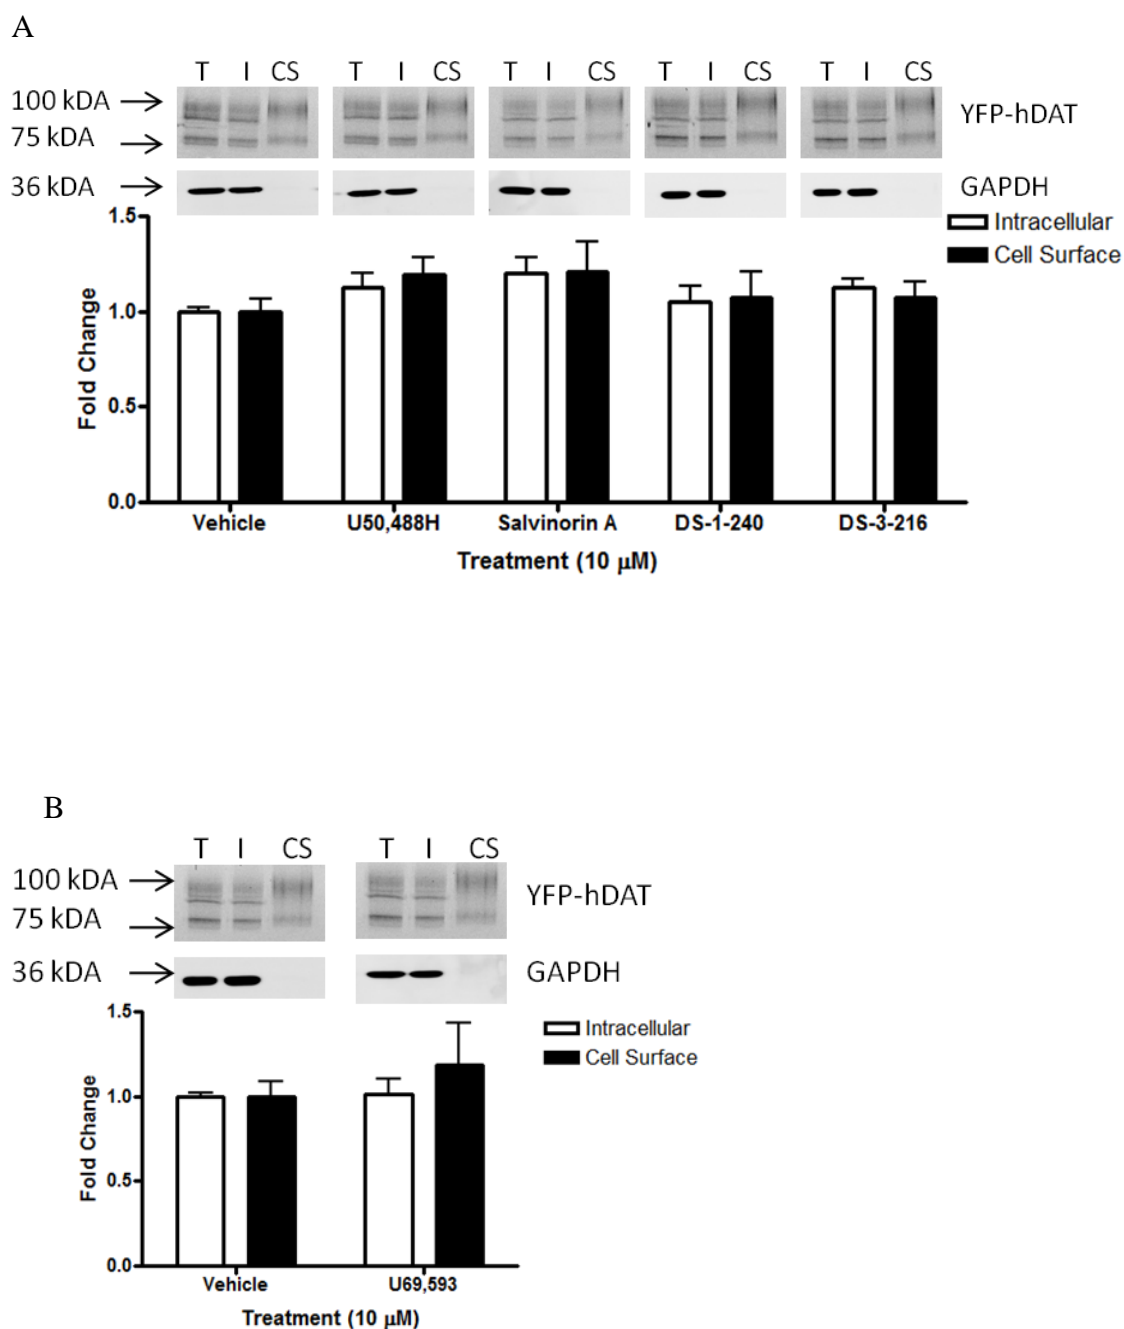 A
T I CS T I CS T I CS T I CS T I CS
100 kDA
YFP-hDAT
75 kDA
36 kDA
GAPDH
1.5
Intracellular
Cell Surface
1.0
0.5
0.0
Fold Change
Vehicle U50,488H Salvinorin A DS-1-240 DS-3-216
Treatment (10 μM)
B
T I CS T I CS
100 kDA
YFP-hDAT
75 kDA
36 kDA
GAPDH
1.5
Intracellular
Cell Surface
1.0
0.5
0.0
Fold Change
Vehicle U69,593
Treatment (10 μM)